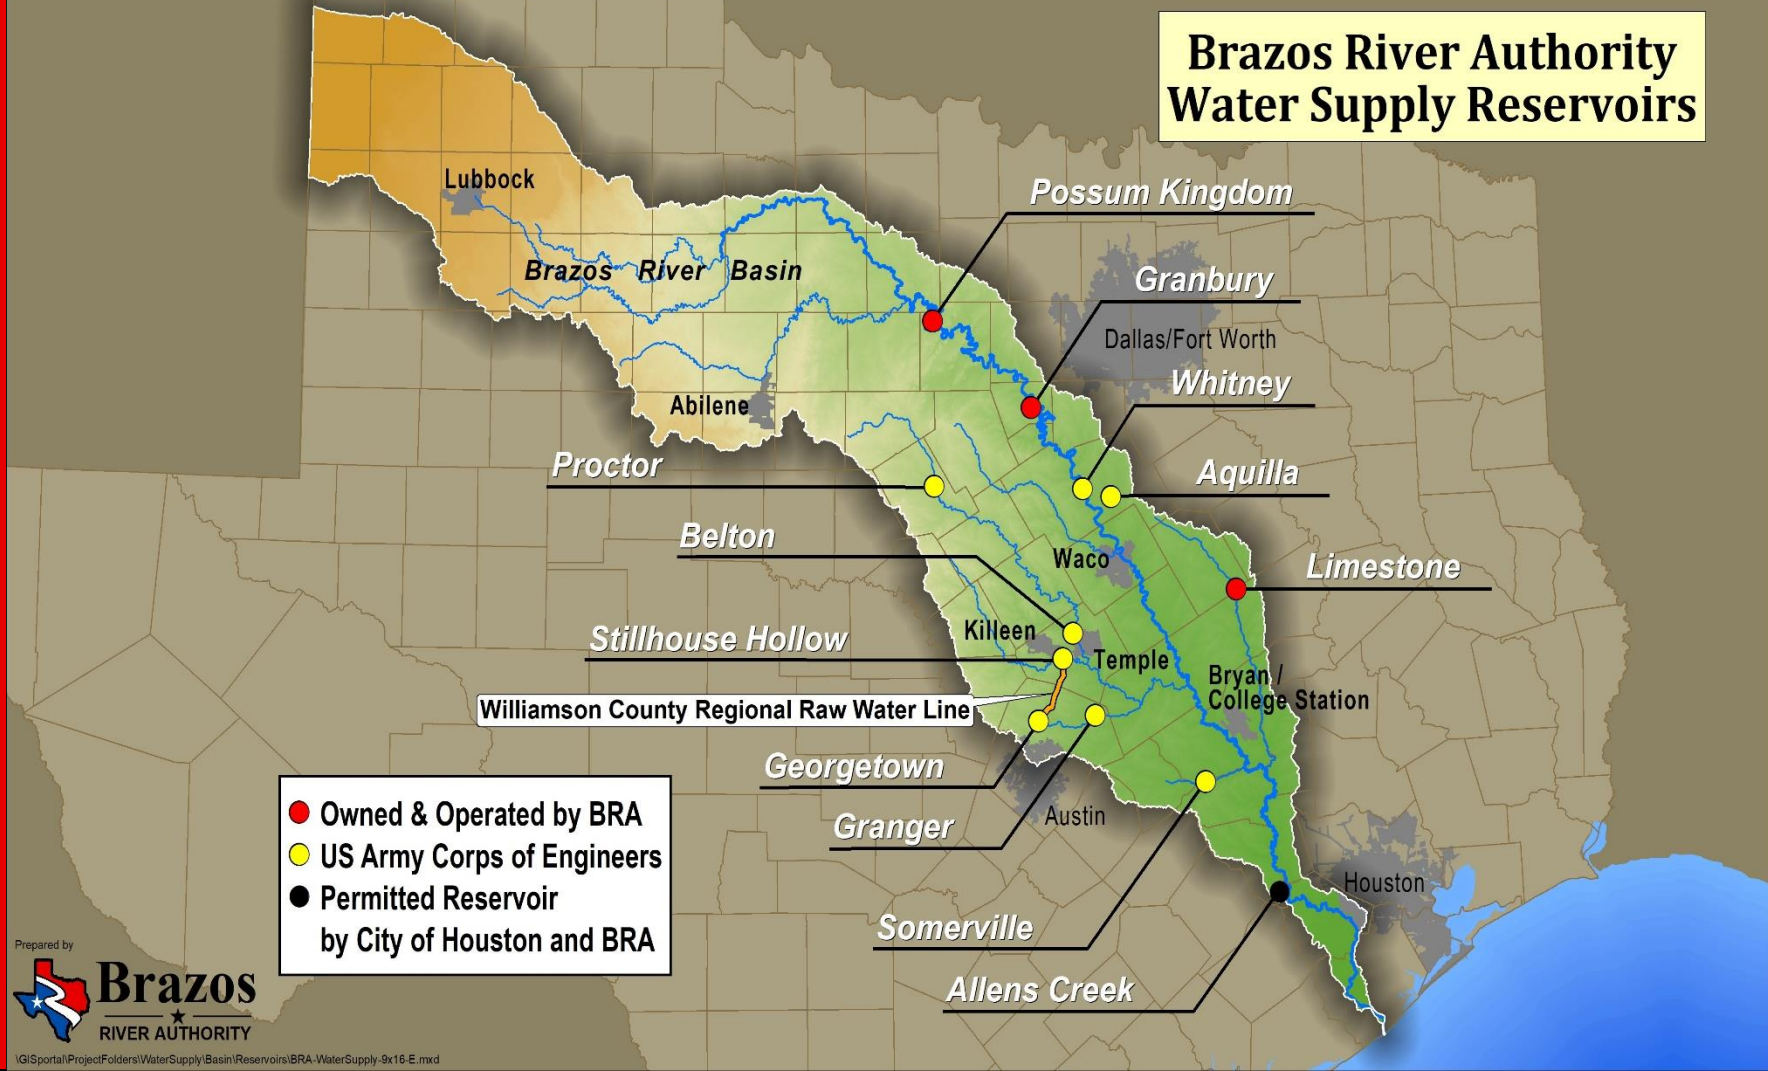 Brazos River Authority
Water Supply Reservoirs
Lubbock
Possum Kingdom
Brazos River Basin
Granbury
Dallas/Fort Worth
Whitney
Abilene
Proctor
Aquilla
Belton
Waco
Limestone
Killeen
Stillhouse Hollow
Temple
Bryan /
College Station
Williamson County Regional Raw Water Line
Georgetown
Granger
Austin
Houston
Somerville
Allens Creek
Owned & Operated by BRA
US Army Corps of Engineers
Permitted Reservoir
by City of Houston and BRA
Prepared by
Brazos
RIVER AUTHORITY
\GISportal\ProjectFolders\WaterSupply\Basin\Reservoirs\BRA-WaterSupply-9x16-E.mxd